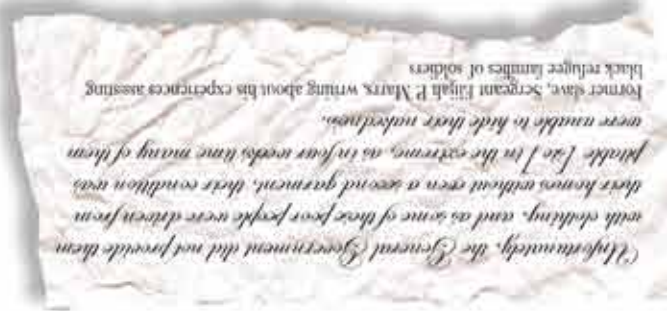 Unfortunately, the General Government did not provide them
with clothing, and as some of these poor people were driven from
their homes without even a second garment, their condition was
pitable [sic] in the extreme, as in four weeks time many of them
were unable to hide their nakedness.
Former slave, Sergeant Elijah P. Marrs, writing about his experiences assisting
black refugee families of soldiers